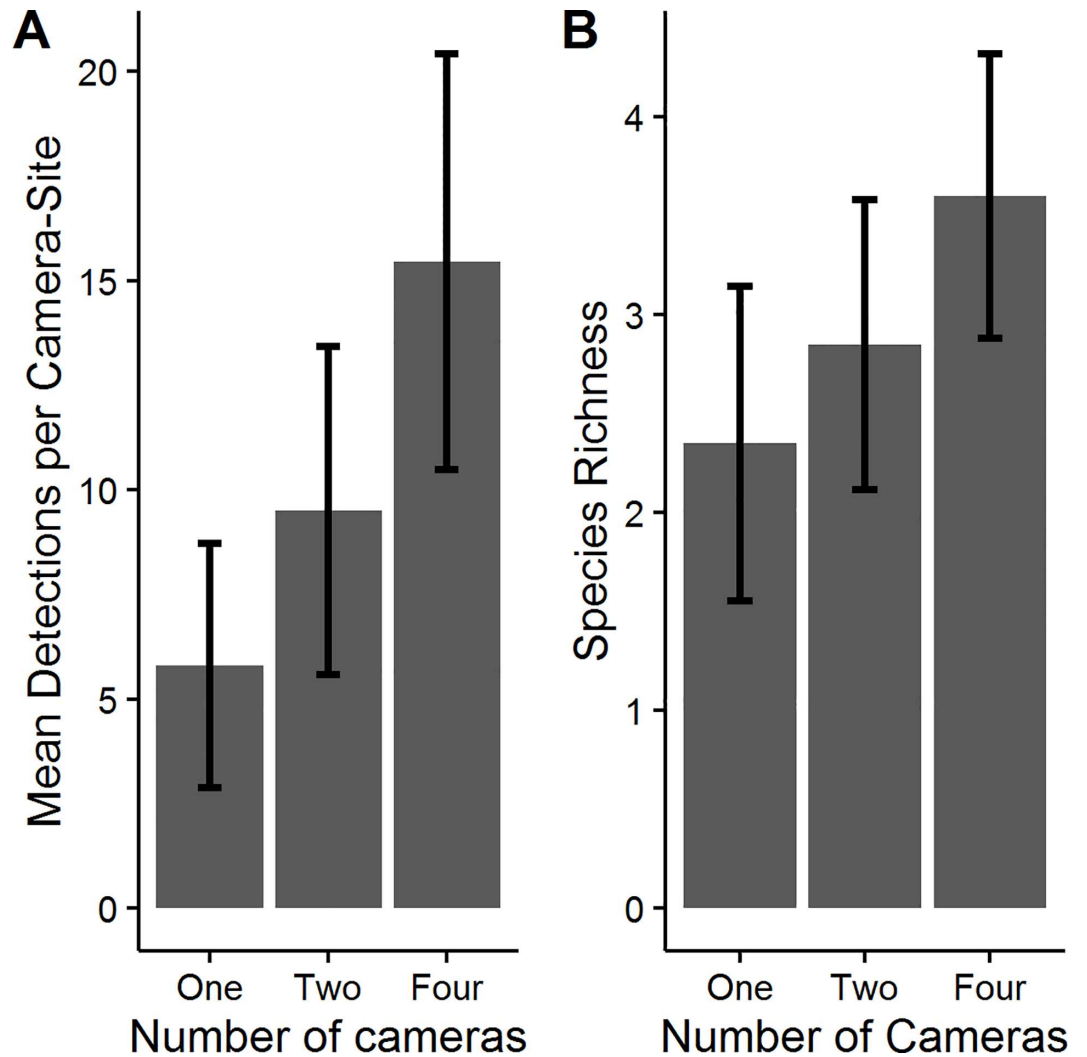 A
Mean Detections per Camera-Site
20
15
10
5
0
One Two Four
Number of cameras
B
Species Richness
4
3
2
1
0
One Two Four
Number of Cameras